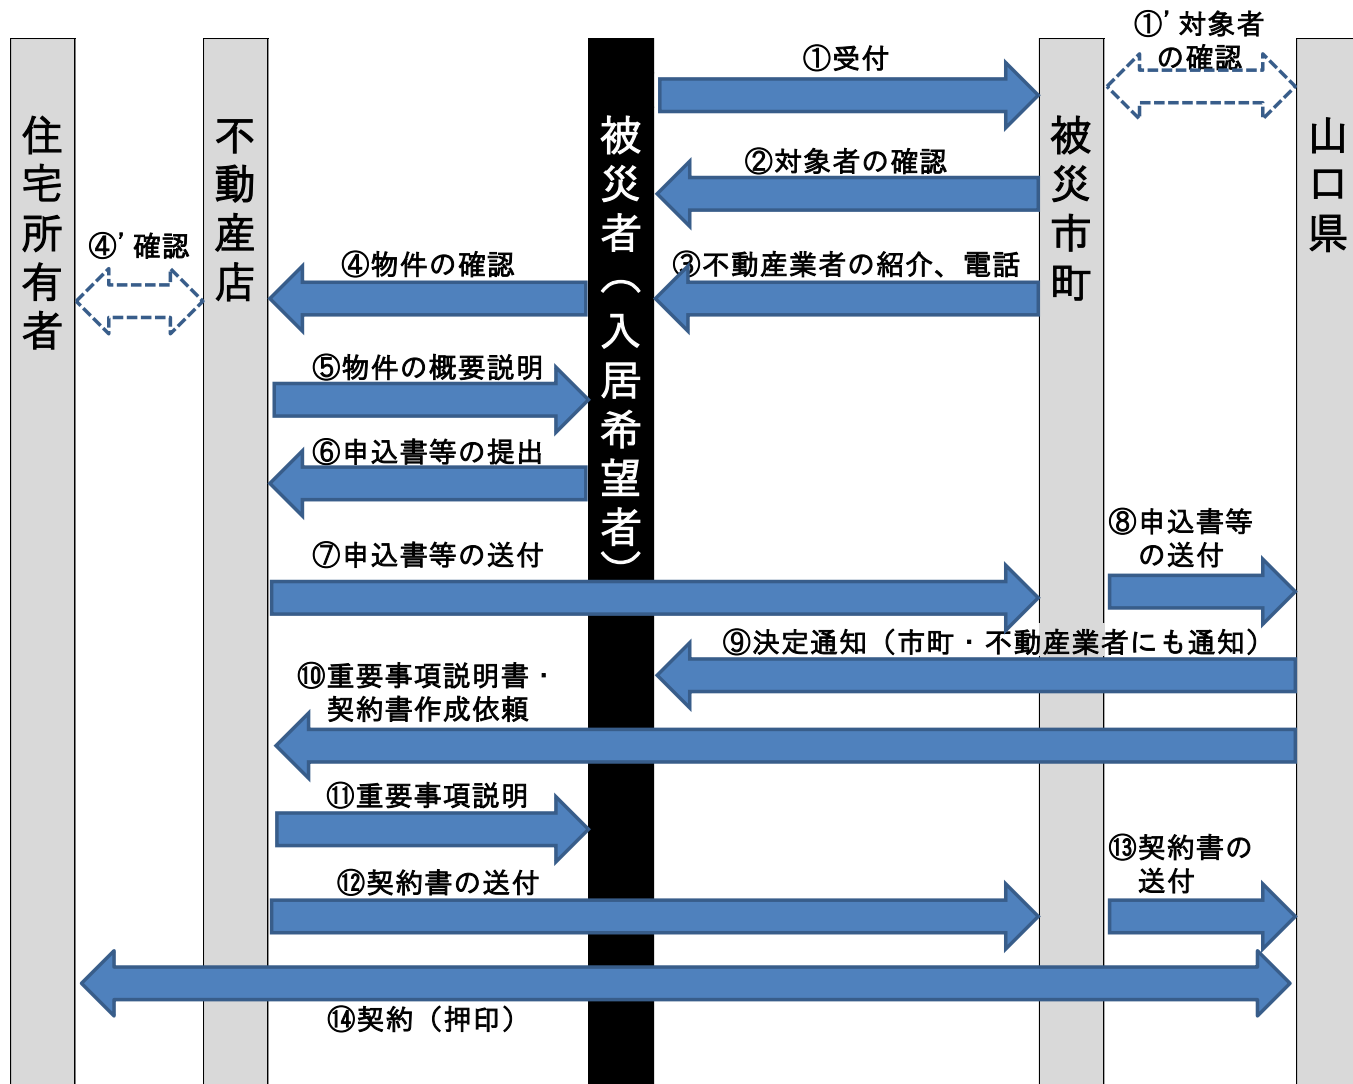 住宅所有者
不動産店
被災者（入居希望者）
被災市町
山口県
①受付
①’対象者
の確認
②対象者の確認
③不動産業者の紹介、電話
④物件の確認
④’確認
⑤物件の概要説明
⑥申込書等の提出
⑦申込書等の送付
⑧申込書等
の送付
⑨決定通知（市町・不動産業者にも通知）
⑩重要事項説明書・
契約書作成依頼
⑪重要事項説明
⑫契約書の送付
⑬契約書の
送付
⑭契約（押印）